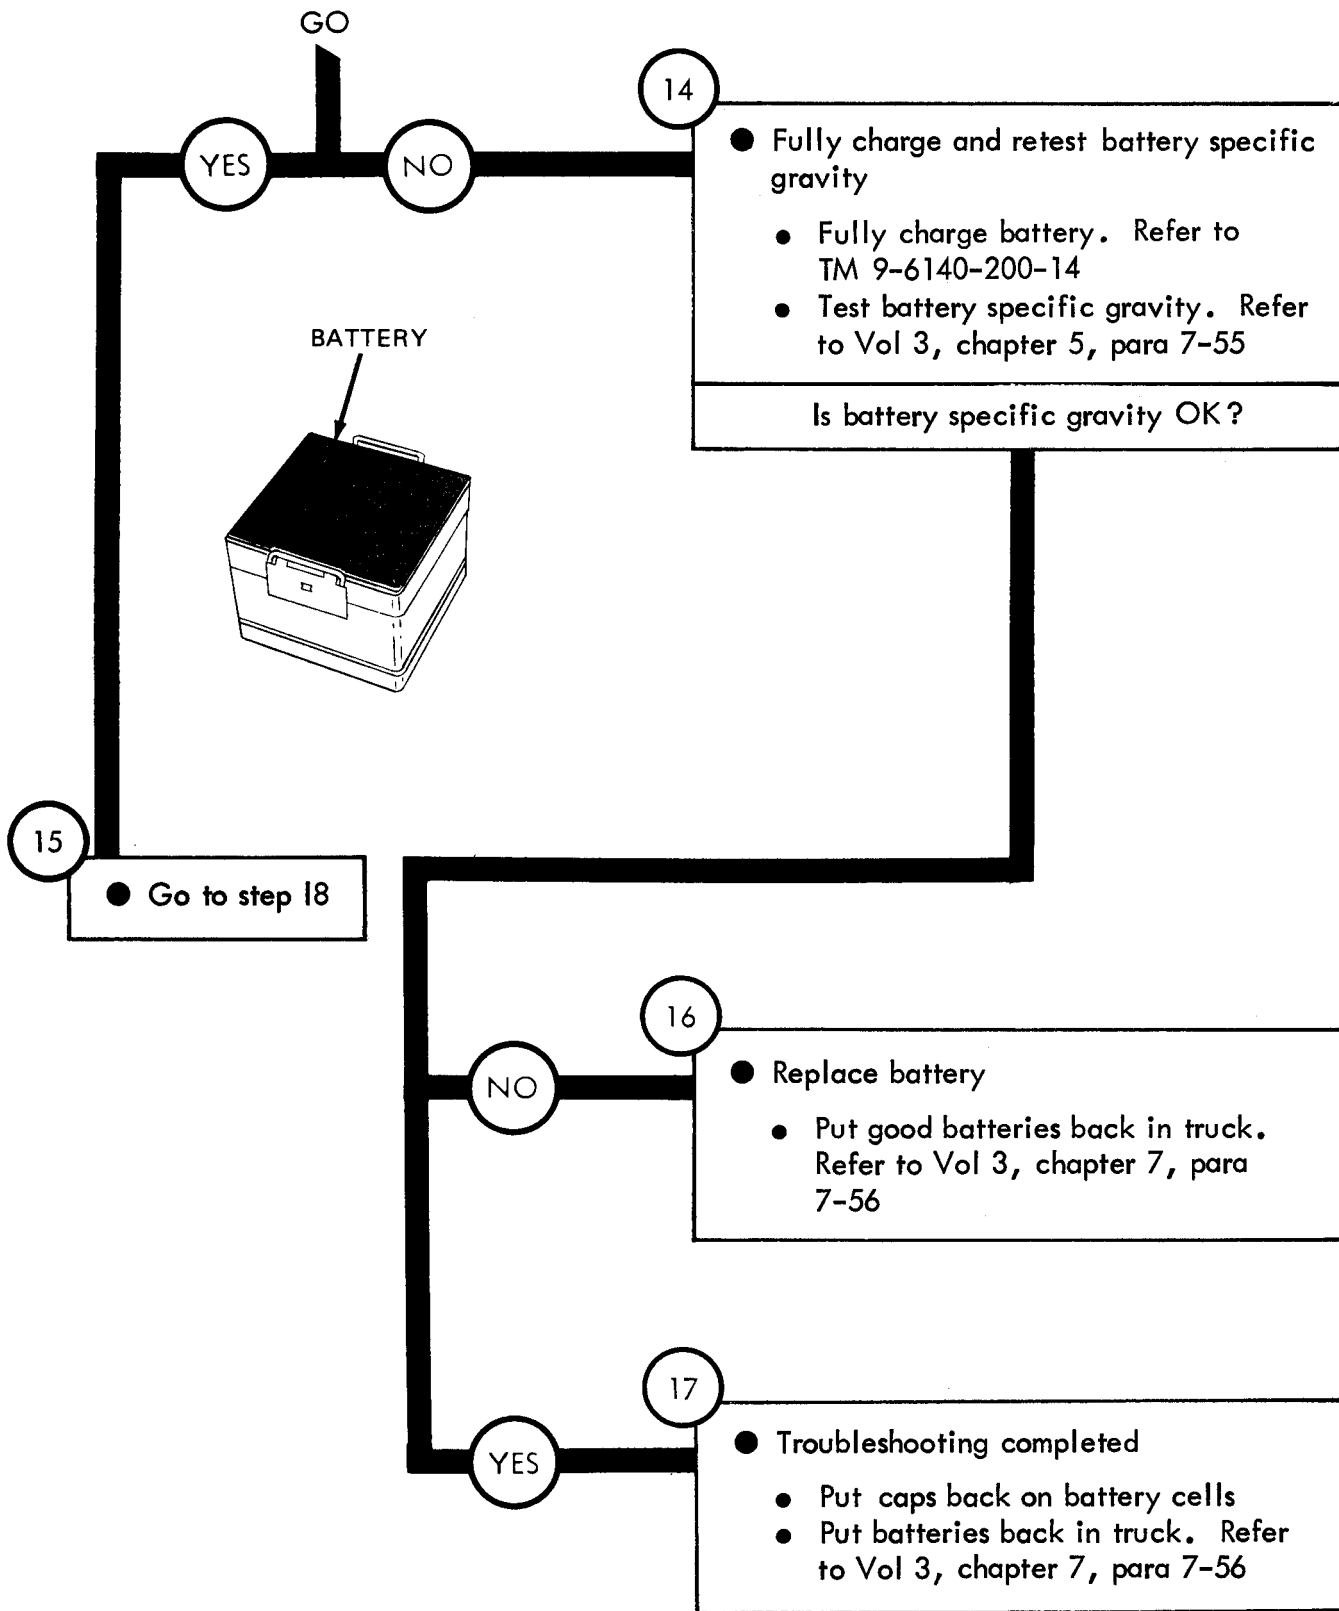 GO
YES
NO
14
● Fully charge and retest battery specific
gravity
● Fully charge battery. Refer to
TM 9-6140-200-14
● Test battery specific gravity. Refer
to Vol 3, chapter 5, para 7-55
Is battery specific gravity OK?
BATTERY
15
● Go to step 18
16
NO
● Replace battery
● Put good batteries back in truck.
Refer to Vol 3, chapter 7, para
7-56
17
YES
● Troubleshooting completed
● Put caps back on battery cells
● Put batteries back in truck. Refer
to Vol 3, chapter 7, para 7-56